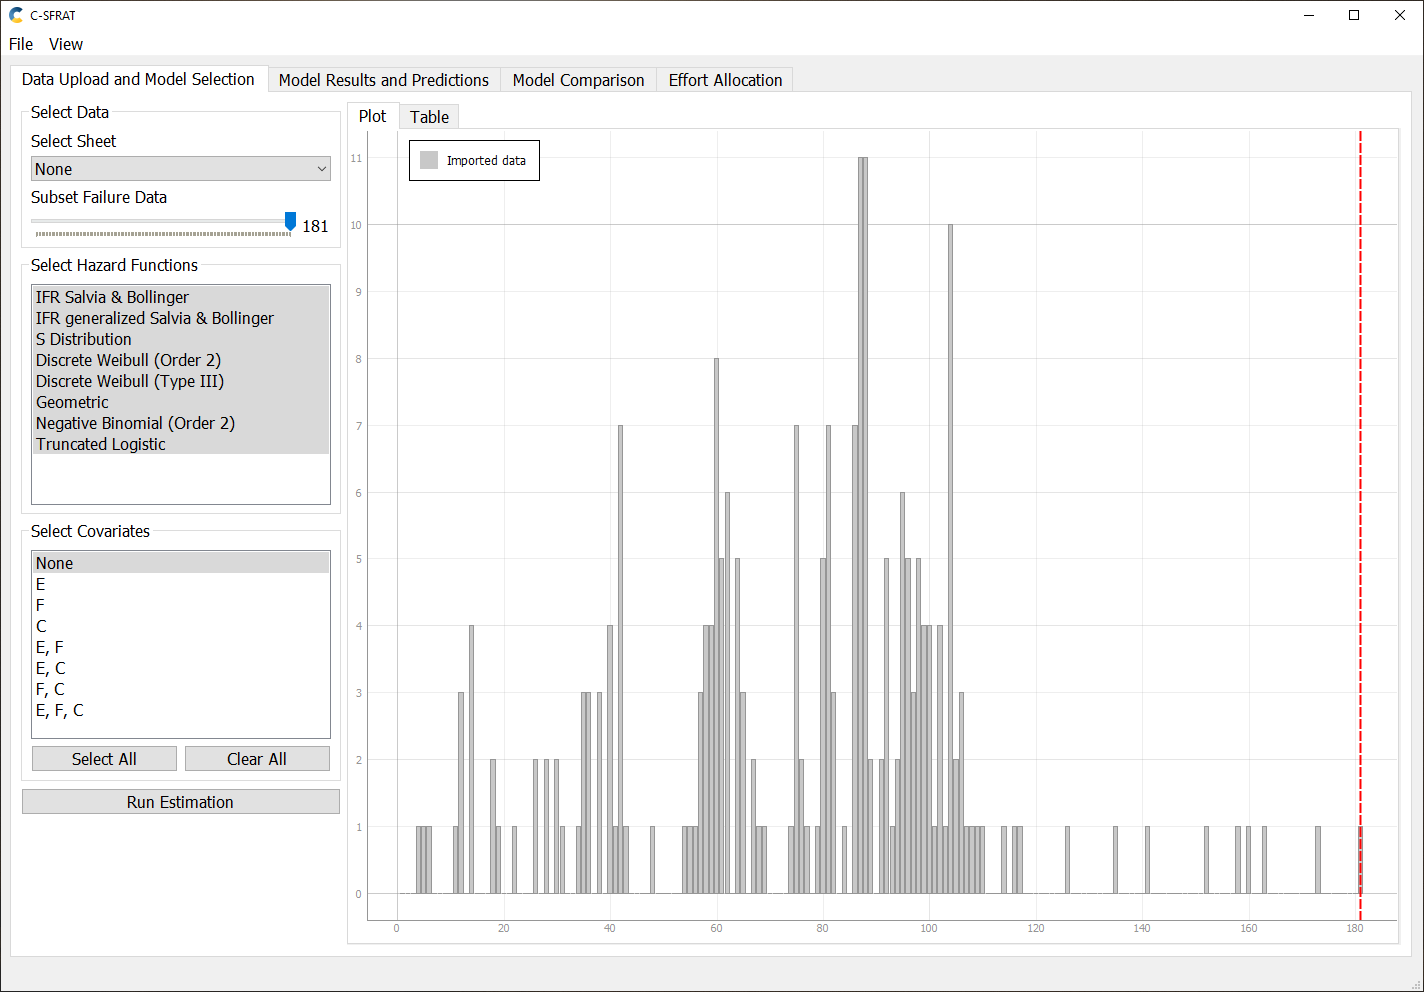 C-SFRAT
File View
Data Upload and Model Selection Model Results and Predictions Model Comparison Effort Allocation
Select Data
Select Sheet
None
Subset Failure Data
181
Select Hazard Functions
IFR Salvia & Bollinger
IFR generalized Salvia & Bollinger
S Distribution
Discrete Weibull (Order 2)
Discrete Weibull (Type III)
Geometric
Negative Binomial (Order 2)
Truncated Logistic
Select Covariates
None
E
F
C
E, F
E, C
F, C
E, F, C
Select All Clear All
Run Estimation
Plot Table
Imported data
11
10
9
8
7
6
5
4
3
2
1
0
0 20 40 60 80 100 120 140 160 180